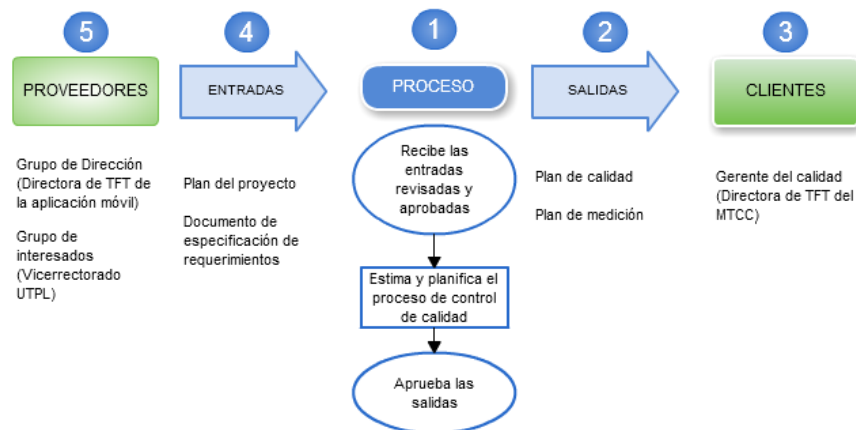 5
4
1
2
3
PROVEEDORES
ENTRADAS
PROCESO
SALIDAS
CLIENTES
Grupo de Dirección
(Directora de TFT de
la aplicación móvil)
Grupo de
interesados
(Vicerrectorado
UTPL)
Plan del proyecto
Documento de
especificación de
requerimientos
Recibe las
entradas
revisadas y
aprobadas
Estima y planifica el
proceso de control
de calidad
Aprueba las
salidas
Plan de calidad
Plan de medición
Gerente del calidad
(Directora de TFT del
MTCC)